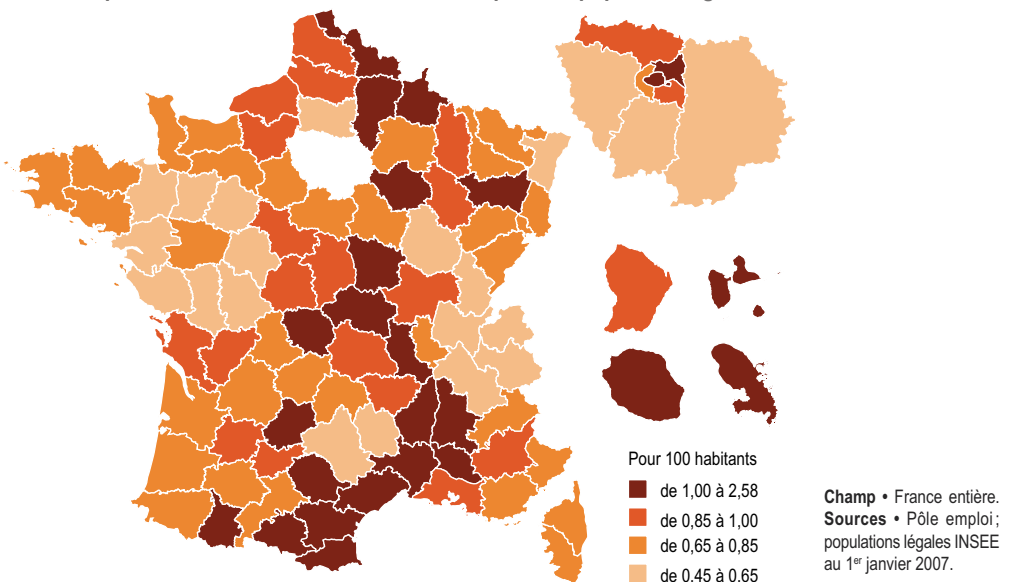 Pour 100 habitants
de 1,00 à 2,58
de 0,85 à 1,00
de 0,65 à 0,85
de 0,45 à 0,65
Champ • France entière.
Sources • Pôle emploi;
populations légales INSEE
au 1er janvier 2007.